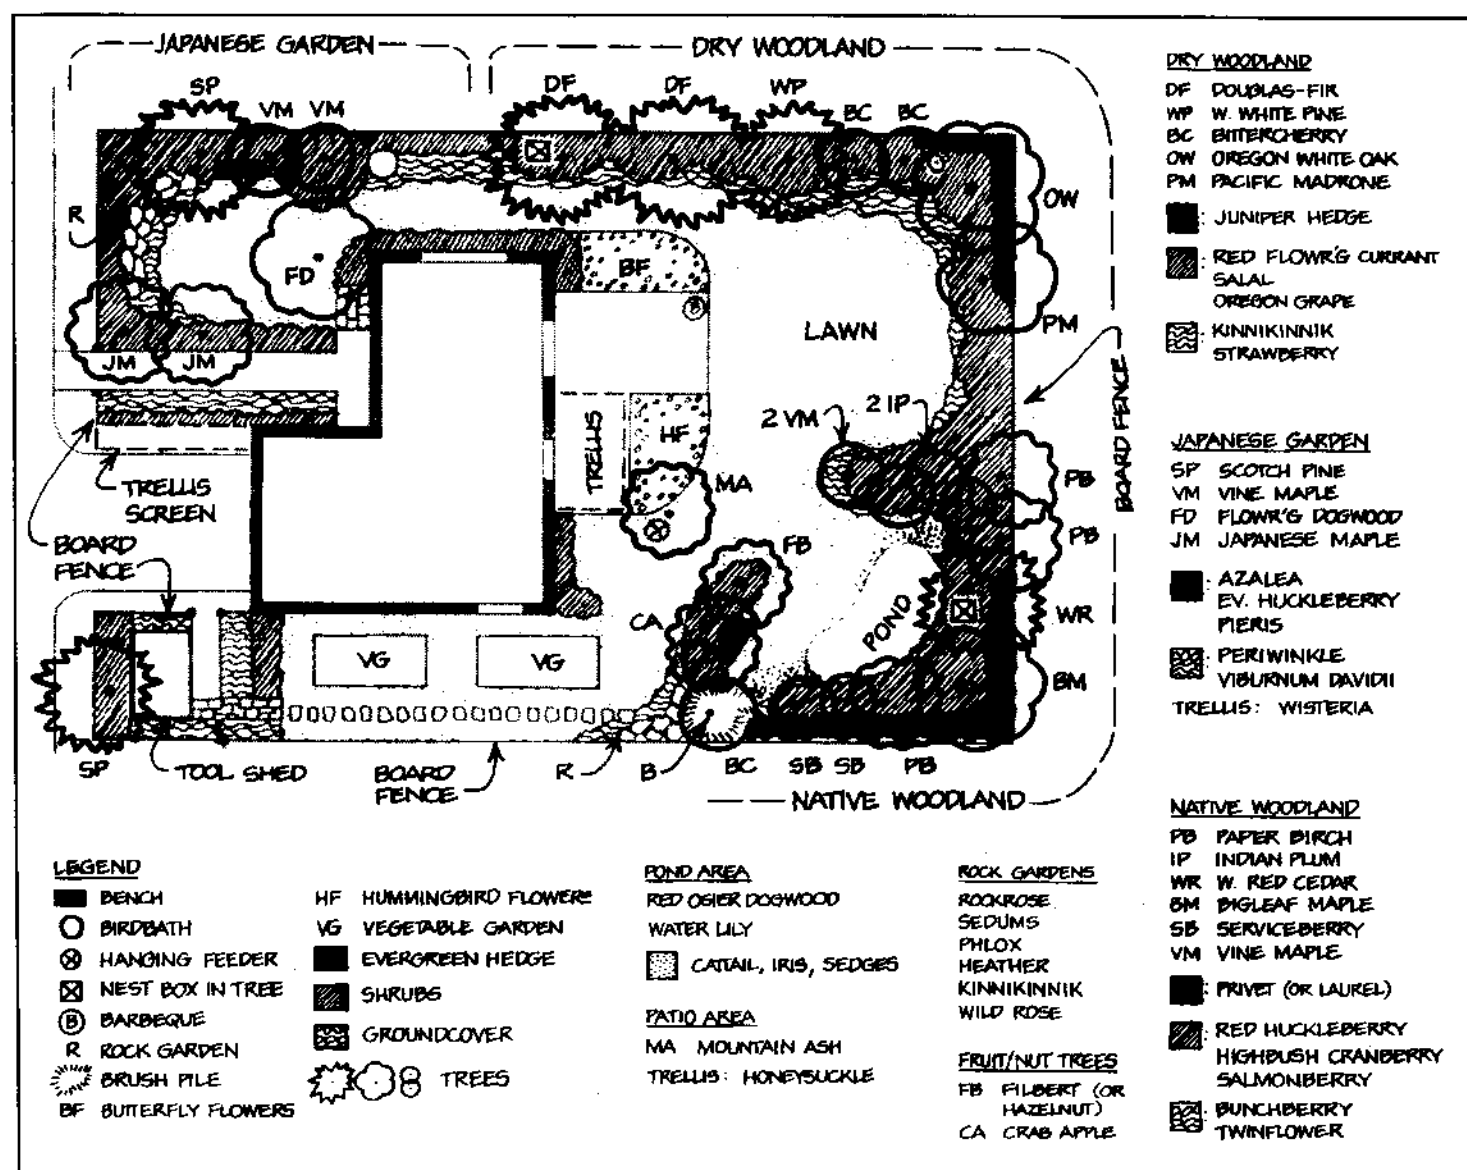 JAPANESE GARDEN
DRY WOODLAND
SP
VM
VM
DF
DF
WP
BC
BC
OW
R
FD
BF
B
LAWN
PM
JM
JM
2 VM
2 IP
TRELLIS
HF
MA
BOARD FENCE
PB
PB
TRELLIS
SCREEN
BOARD
FENCE
FB
CA
POND
WR
BM
VG
VG
SP
TOOL SHED
BOARD
FENCE
R
B
BC
SB
SB
PB
NATIVE WOODLAND
DRY WOODLAND
DF DOUGLAS-FIR
WP W. WHITE PINE
BC BITTERCHERRY
OW OREGON WHITE OAK
PM PACIFIC MADRONE
: JUNIPER HEDGE
: RED FLOWR'G CURRANT
SALAL
OREGON GRAPE
: KINNIKINNIK
STRAWBERRY
JAPANESE GARDEN
SP SCOTCH PINE
VM VINE MAPLE
FD FLOWR'G DOGWOOD
JM JAPANESE MAPLE
: AZALEA
EV. HUCKLEBERRY
PIERIS
: PERIWINKLE
VIBURNUM DAVIDII
TRELLIS: WISTERIA
NATIVE WOODLAND
PB PAPER BIRCH
IP INDIAN PLUM
WR W. RED CEDAR
BM BIGLEAF MAPLE
SB SERVICEBERRY
VM VINE MAPLE
: PRIVET (OR LAUREL)
: RED HUCKLEBERRY
HIGHBUSH CRANBERRY
SALMONBERRY
: BUNCHBERRY
TWINFLOWER
LEGEND
BENCH
BIRDBATH
HANGING FEEDER
NEST BOX IN TREE
B BARBEQUE
R ROCK GARDEN
BRUSH PILE
BF BUTTERFLY FLOWERS
HF HUMMINGBIRD FLOWERS
VG VEGETABLE GARDEN
EVERGREEN HEDGE
SHRUBS
GROUNDCOVER
TREES
POND AREA
RED OSIER DOGWOOD
WATER LILY
CATTAIL, IRIS, SEDGES
PATIO AREA
MA MOUNTAIN ASH
TRELLIS: HONEYSUCKLE
ROCK GARDENS
ROCKROSE
SEDUMS
PHLOX
HEATHER
KINNIKINNIK
WILD ROSE
FRUIT/NUT TREES
FB FILBERT (OR
HAZELNUT)
CA CRAB APPLE